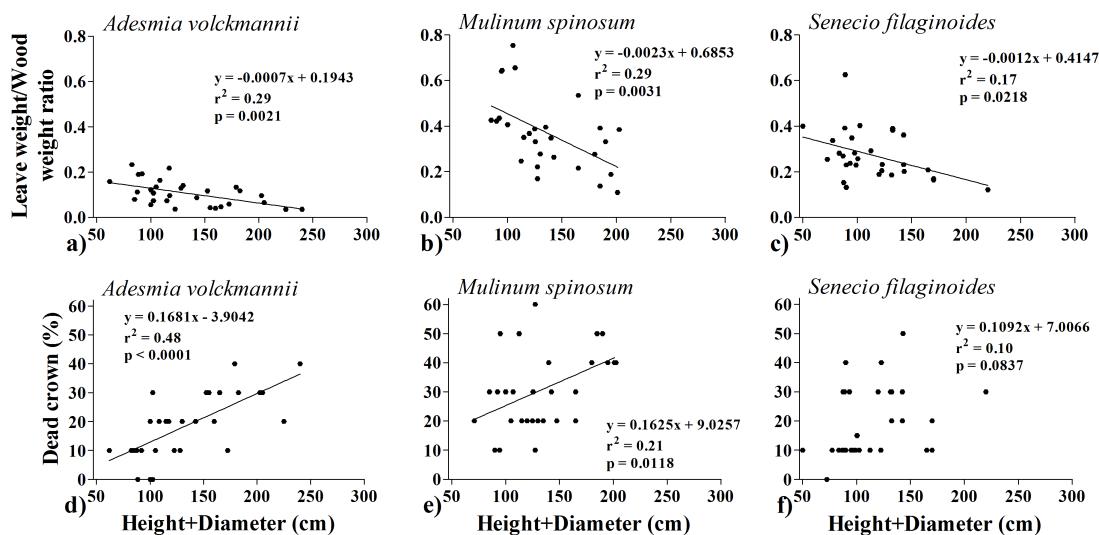 Adesmia volckmannii
Mulinum spinosum
Senecio filaginoides
Leave weight/Wood
weight ratio
0.8
0.6
0.4
0.2
0.0
y = -0.0007x + 0.1943
r² = 0.29
p = 0.0021
a)
50 100 150 200 250 300
0.8
0.6
0.4
0.2
0.0
y = -0.0023x + 0.6853
r² = 0.29
p = 0.0031
b)
50 100 150 200 250 300
0.8
0.6
0.4
0.2
0.0
y = -0.0012x + 0.4147
r² = 0.17
p = 0.0218
c)
50 100 150 200 250 300
Adesmia volckmannii
Mulinum spinosum
Senecio filaginoides
Dead crown (%)
60
50
40
30
20
10
0
y = 0.1681x - 3.9042
r² = 0.48
p < 0.0001
d)
50 100 150 200 250 300
Height+Diameter (cm)
60
50
40
30
20
10
0
y = 0.1625x + 9.0257
r² = 0.21
p = 0.0118
e)
50 100 150 200 250 300
Height+Diameter (cm)
60
50
40
30
20
10
0
y = 0.1092x + 7.0066
r² = 0.10
p = 0.0837
f)
50 100 150 200 250 300
Height+Diameter (cm)